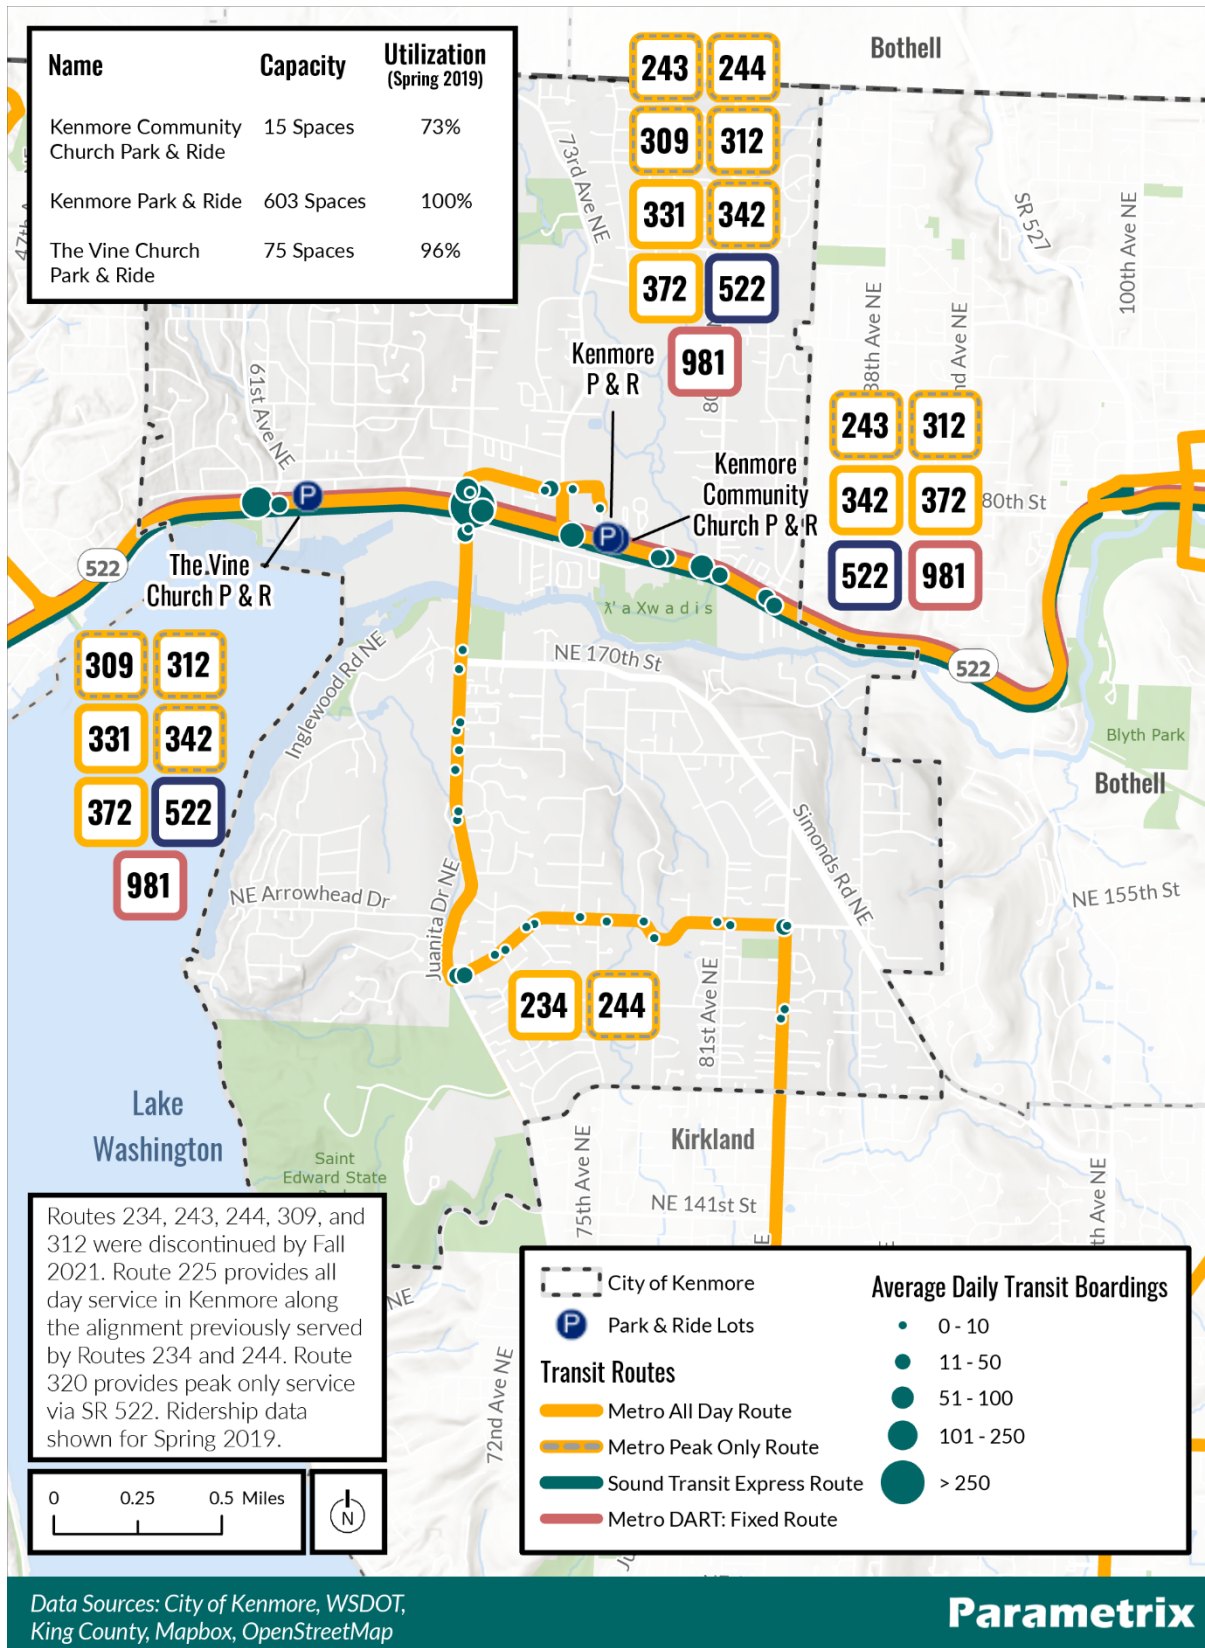 Name Capacity Utilization
(Spring 2019)
Kenmore Community 15 Spaces 73%
Church Park & Ride
Kenmore Park & Ride 603 Spaces 100%
The Vine Church 75 Spaces 96%
Park & Ride
Bothell
243 244
309 312
331 342
372 522
981
73rd Ave NE
SR 527
100th Ave NE
88th Ave NE
nd Ave NE
61st Ave NE
Kenmore
P & R
Kenmore
Community
Church P & R
243 312
342 372
522 981
80th St
The Vine
Church P & R
522
522
ƛ'aXwadis
NE 170th St
Inglewood Rd NE
309 312
331 342
372 522
981
Blyth Park
Bothell
Simonds Rd NE
NE Arrowhead Dr
Juanita Dr NE
NE 155th St
234 244
81st Ave NE
Lake
Washington
Saint
Edward State
Kirkland
75th Ave NE
NE 141st St
th Ave NE
NE
72nd Ave NE
Routes 234, 243, 244, 309, and
312 were discontinued by Fall
2021. Route 225 provides all
day service in Kenmore along
the alignment previously served
by Routes 234 and 244. Route
320 provides peak only service
via SR 522. Ridership data
shown for Spring 2019.
0 0.25 0.5 Miles
N
City of Kenmore
P Park & Ride Lots
Transit Routes
Metro All Day Route
Metro Peak Only Route
Sound Transit Express Route
Metro DART: Fixed Route
Average Daily Transit Boardings
0 - 10
11 - 50
51 - 100
101 - 250
> 250
Data Sources: City of Kenmore, WSDOT,
King County, Mapbox, OpenStreetMap
Parametrix